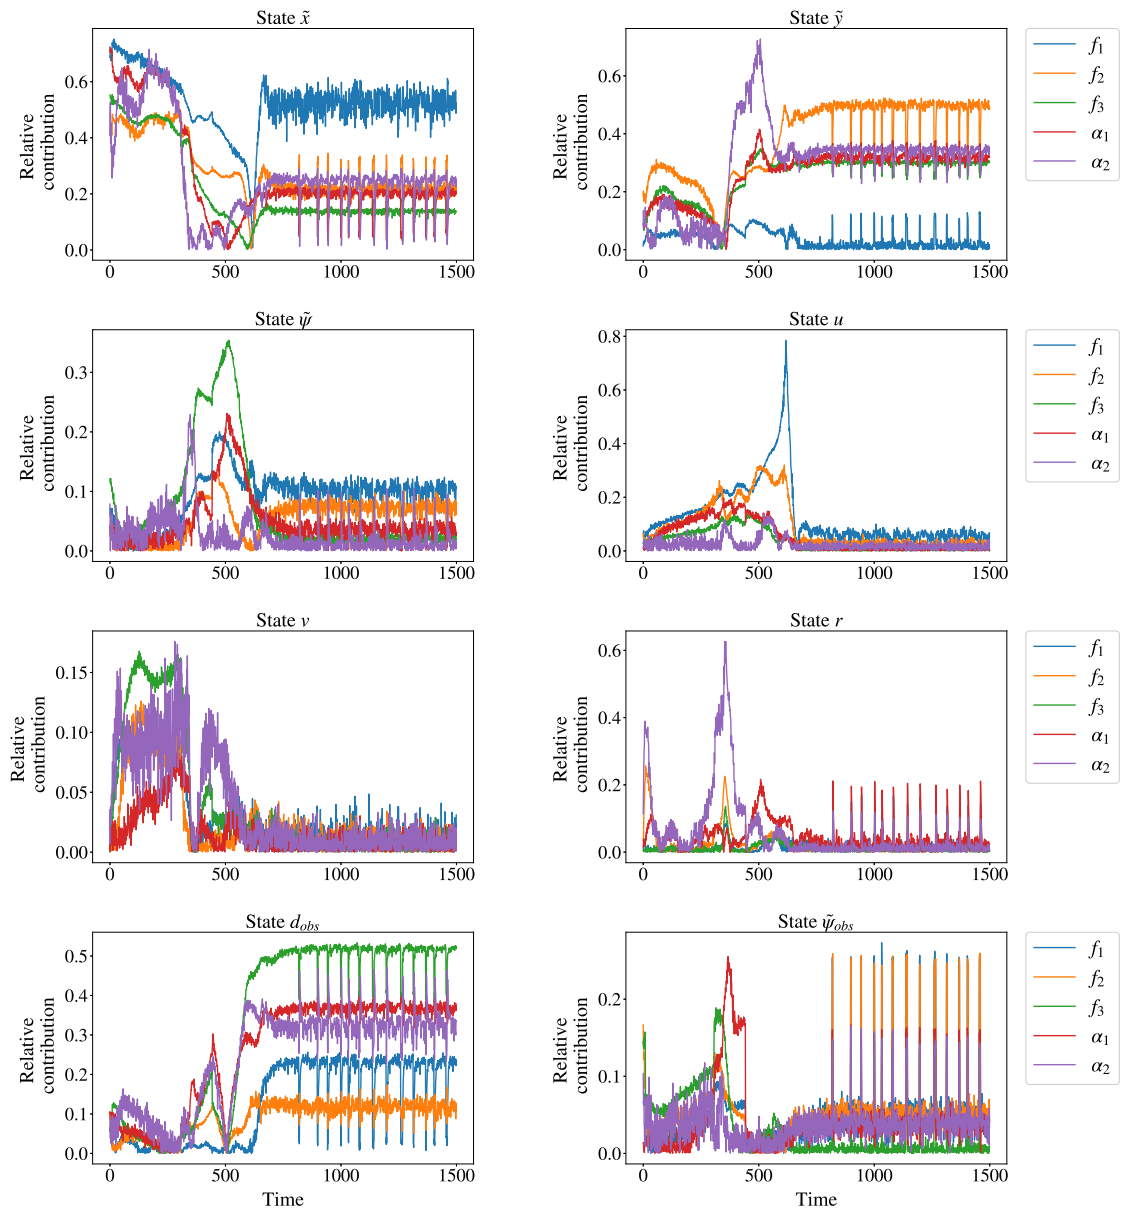 State x̃
Relative
contribution
0.6
0.4
0.2
0.0
0
500
1000
1500
State ỹ
0.6
0.4
0.2
0.0
Relative
contribution
0
500
1000
1500
f₁
f₂
f₃
α₁
α₂
State ψ̃
Relative
contribution
0.3
0.2
0.1
0.0
0
500
1000
1500
State u
Relative
contribution
0.8
0.6
0.4
0.2
0.0
0
500
1000
1500
f₁
f₂
f₃
α₁
α₂
State v
Relative
contribution
0.15
0.10
0.05
0.00
0
500
1000
1500
State r
Relative
contribution
0.6
0.4
0.2
0.0
0
500
1000
1500
f₁
f₂
f₃
α₁
α₂
State d_obs
Relative
contribution
0.5
0.4
0.3
0.2
0.1
0.0
0
500
1000
1500
Time
State ψ̃_obs
Relative
contribution
0.2
0.1
0.0
0
500
1000
1500
Time
f₁
f₂
f₃
α₁
α₂